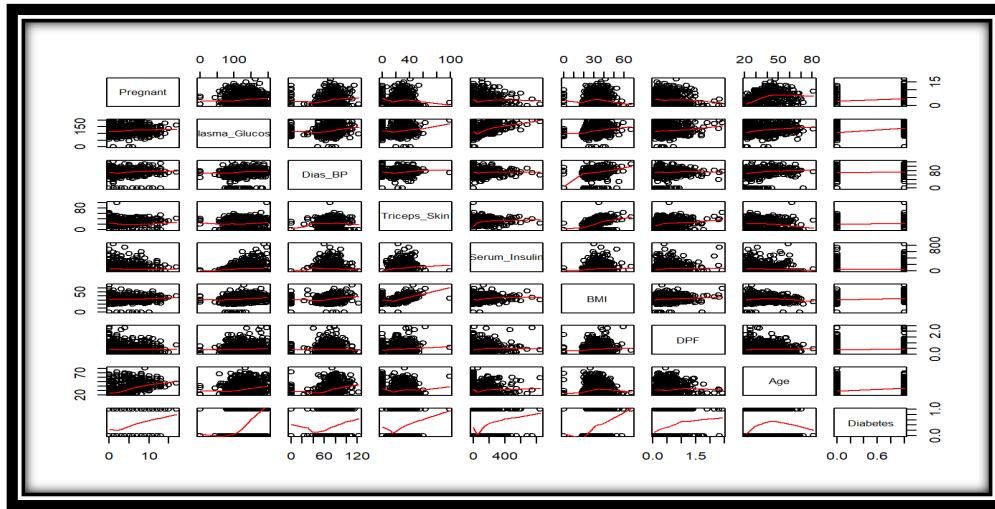 0 100
0 40 100
0 30 60
20 50 80
Pregnant
0 15
0 150
lasma_Glucos
Dias_BP
0 80
0 80
Triceps_Skin
Serum_Insulin
0 800
0 50
BMI
DPF
0.0 2.0
20 70
Age
Diabetes
0.0 1.0
0 10
0 60 120
0 400
0.0 1.5
0.0 0.6